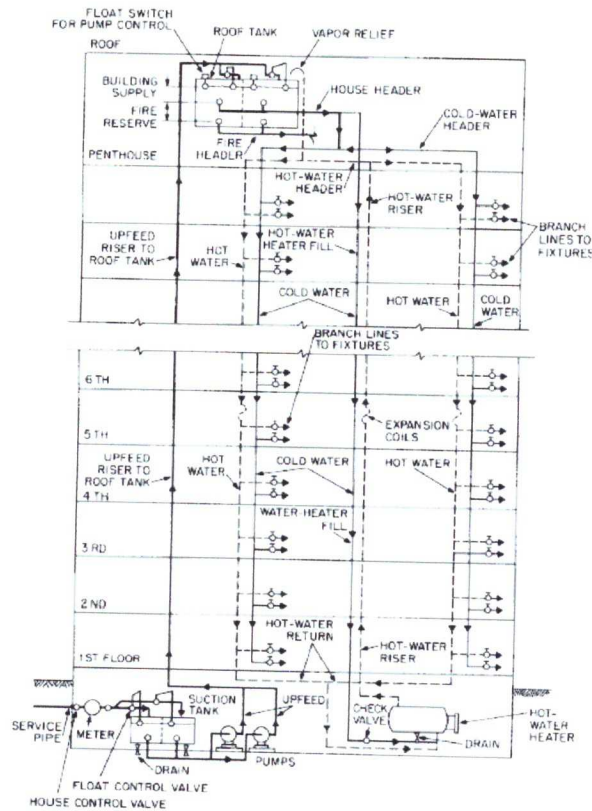 FLOAT SWITCH
FOR PUMP CONTROL
ROOF TANK
VAPOR RELIEF
ROOF
BUILDING
SUPPLY
HOUSE HEADER
FIRE
RESERVE
COLD-WATER
HEADER
FIRE
HEADER
PENTHOUSE
HOT-WATER
HEADER
HOT-WATER
RISER
UPFEED
RISER TO
ROOF TANK
HOT
WATER
HOT-WATER
HEATER FILL
BRANCH
LINES TO
FIXTURES
COLD WATER
HOT WATER
COLD
WATER
BRANCH LINES
TO FIXTURES
6 TH
EXPANSION
COILS
5 TH
UPFEED
RISER TO
ROOF TANK
HOT
WATER
COLD WATER
HOT
WATER
4 TH
WATER-HEATER
FILL
3 RD
2 ND
HOT-WATER
RETURN
HOT-WATER
RISER
1ST FLOOR
SUCTION
TANK
UPFEED
CHECK
VALVE
SERVICE
PIPE
METER
HOT-
WATER
HEATER
DRAIN
PUMPS
DRAIN
FLOAT CONTROL VALVE
HOUSE CONTROL VALVE